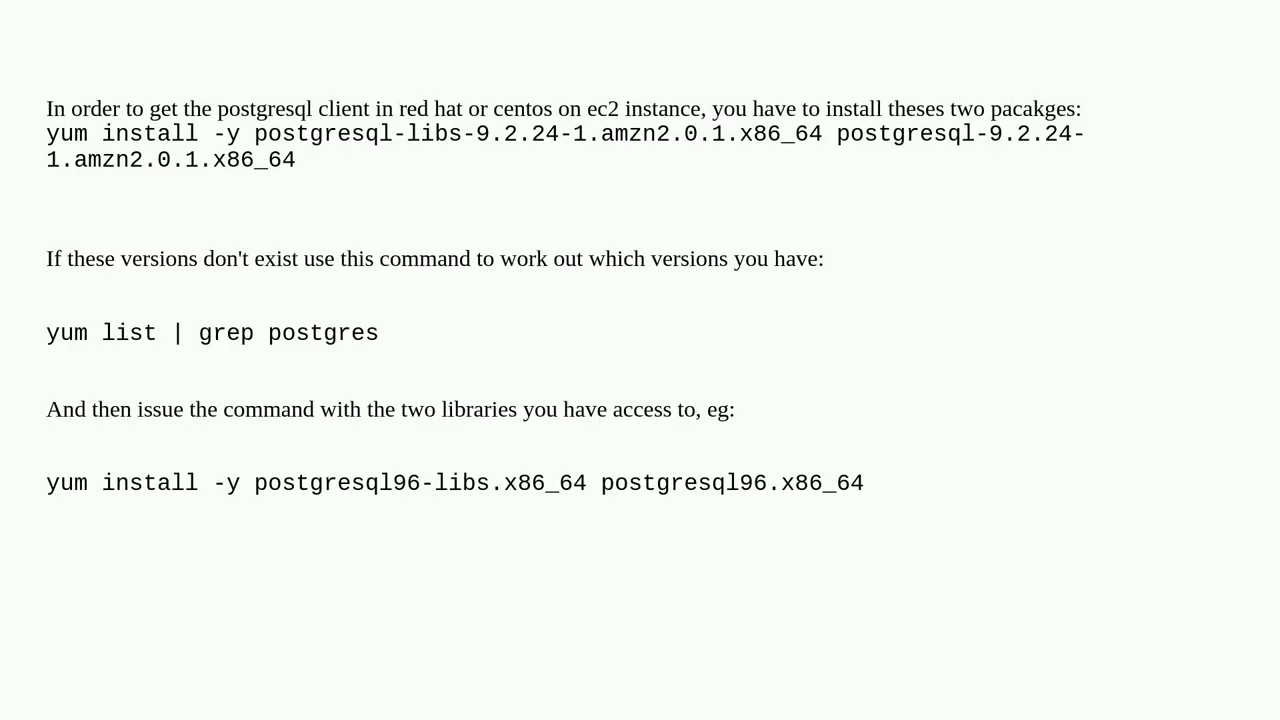 In order to get the postgresql client in red hat or centos on ec2 instance, you have to install theses two pacakges:
yum install -y postgresql-libs-9.2.24-1.amzn2.0.1.x86_64 postgresql-9.2.24-
1.amzn2.0.1.x86_64
If these versions don't exist use this command to work out which versions you have:
yum list | grep postgres
And then issue the command with the two libraries you have access to, eg:
yum install -y postgresql96-libs.x86_64 postgresql96.x86_64